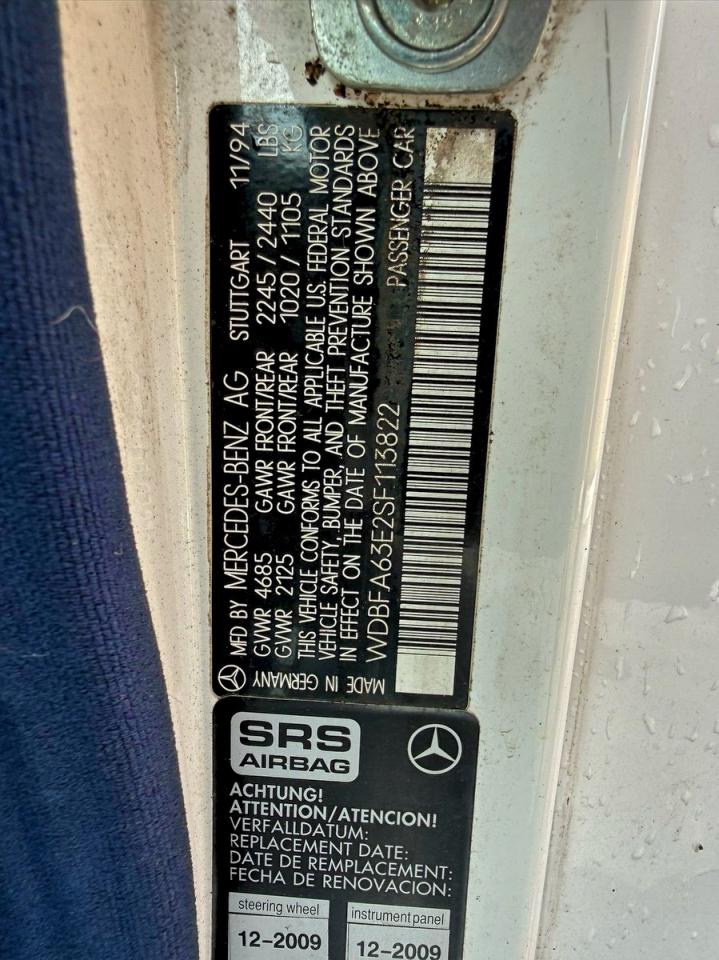 MFD BY MERCEDES-BENZ AG STUTTGART 11/94
GVWR 4685 GAWR FRONT/REAR 2245 / 2440 LBS
GVWR 2125 GAWR FRONT/REAR 1020 / 1105 KG
THIS VEHICLE CONFORMS TO ALL APPLICABLE U.S. FEDERAL MOTOR
VEHICLE SAFETY, BUMPER, AND THEFT PREVENTION STANDARDS
IN EFFECT ON THE DATE OF MANUFACTURE SHOWN ABOVE
WDBFA63E2SF113822 PASSENGER CAR
MADE IN GERMANY
SRS
AIRBAG
ACHTUNG!
ATTENTION/ATENCION!
VERFALLDATUM:
REPLACEMENT DATE:
DATE DE REMPLACEMENT:
FECHA DE RENOVACION:
steering wheel instrument panel
12-2009 12-2009